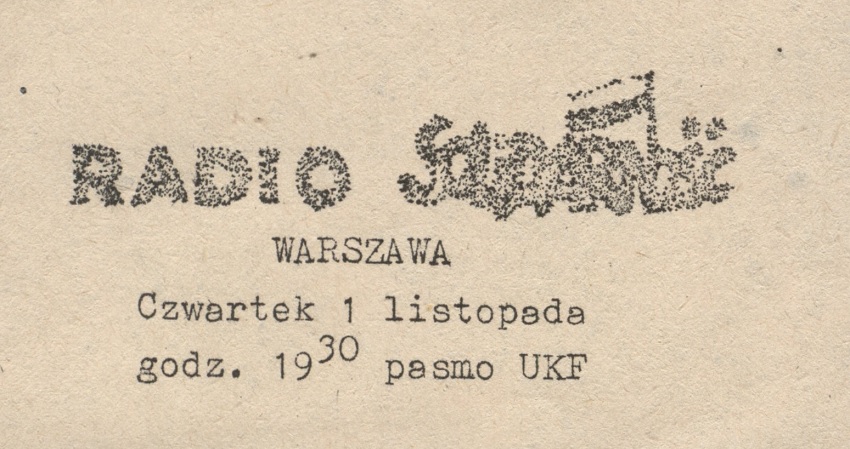 RADIO Solidarność
WARSZAWA
Czwartek 1 listopada
godz. 19³⁰ pasmo UKF